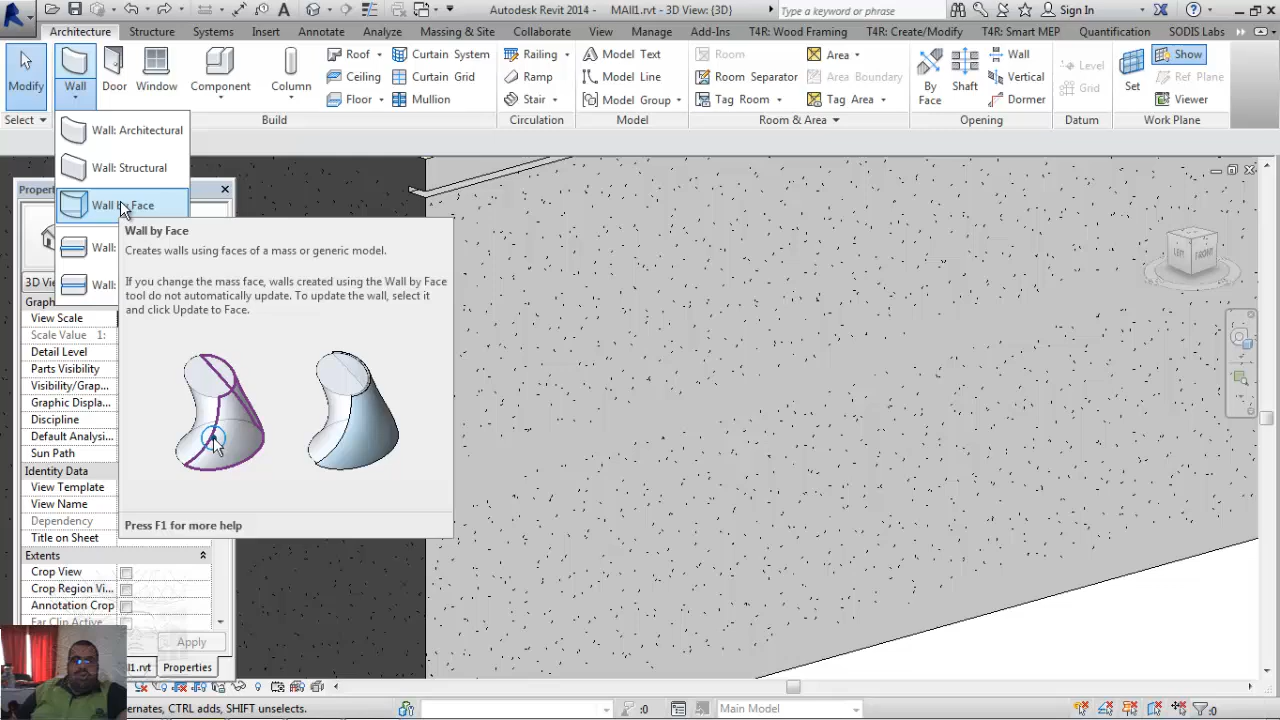 Autodesk Revit 2014 - MAll1.rvt - 3D View: {3D}
Type a keyword or phrase
Sign In
Architecture Structure Systems Insert Annotate Analyze Massing & Site Collaborate View Manage Add-Ins T4R: Wood Framing T4R: Create/Modify T4R: Smart MEP Quantification SODIS Labs
Modify Wall Door Window Component Column
Roof Curtain System Railing Model Text Room Area By Face Shaft Wall Level Set Show
Ceiling Curtain Grid Ramp Model Line Room Separator Area Boundary Vertical Grid Ref Plane
Floor Mullion Stair Model Group Tag Room Tag Area Dormer Viewer
Select Build Circulation Model Room & Area Opening Datum Work Plane
Wall: Architectural
Wall: Structural
Wall by Face
Wall:
Wall:
Wall by Face
Creates walls using faces of a mass or generic model.
If you change the mass face, walls created using the Wall by Face
tool do not automatically update. To update the wall, select it
and click Update to Face.
Press F1 for more help
Proper
3D Vie
Graph
View Scale
Scale Value 1:
Detail Level
Parts Visibility
Visibility/Grap...
Graphic Displa...
Discipline
Default Analysi...
Sun Path
Identity Data
View Template
View Name
Dependency
Title on Sheet
Extents
Crop View
Crop Region Vi...
Annotation Crop
Far Clip Active
Apply
l1.rvt Properties
LEFT FRONT
ernates, CTRL adds, SHIFT unselects.
:0
Main Model
:0